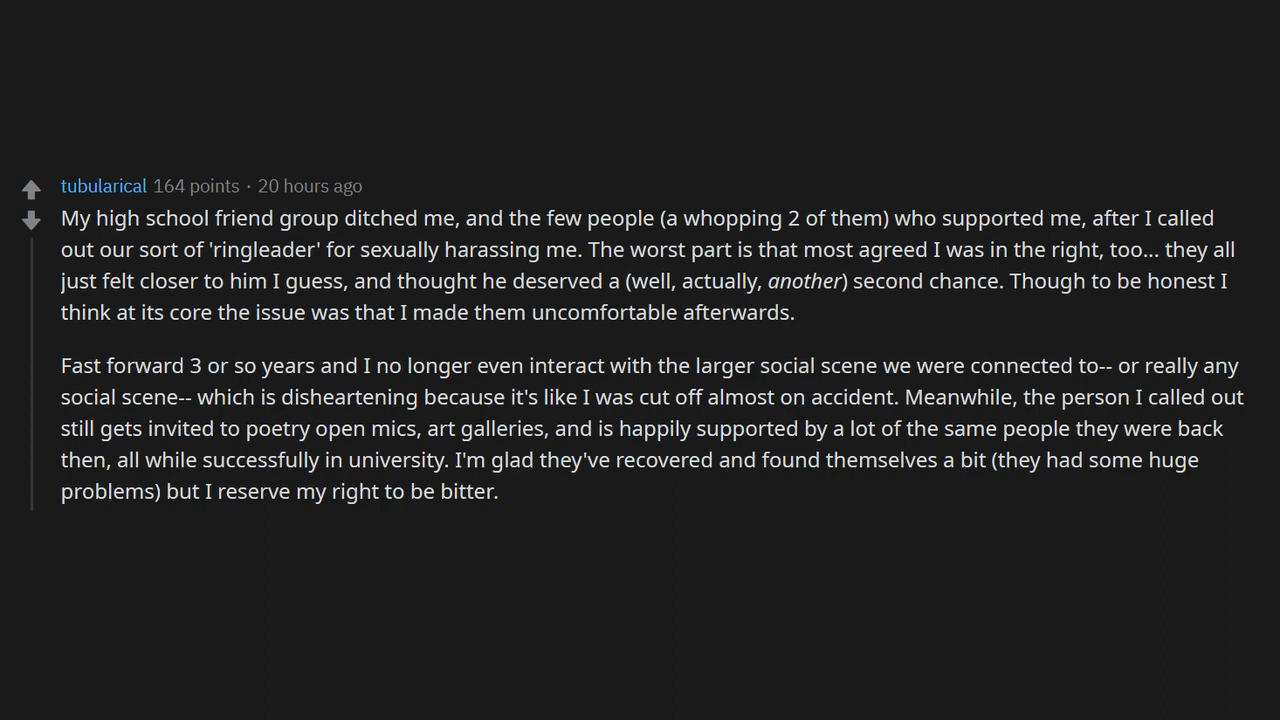 tubularical 164 points · 20 hours ago
My high school friend group ditched me, and the few people (a whopping 2 of them) who supported me, after I called
out our sort of 'ringleader' for sexually harassing me. The worst part is that most agreed I was in the right, too... they all
just felt closer to him I guess, and thought he deserved a (well, actually, another) second chance. Though to be honest I
think at its core the issue was that I made them uncomfortable afterwards.
Fast forward 3 or so years and I no longer even interact with the larger social scene we were connected to-- or really any
social scene-- which is disheartening because it's like I was cut off almost on accident. Meanwhile, the person I called out
still gets invited to poetry open mics, art galleries, and is happily supported by a lot of the same people they were back
then, all while successfully in university. I'm glad they've recovered and found themselves a bit (they had some huge
problems) but I reserve my right to be bitter.